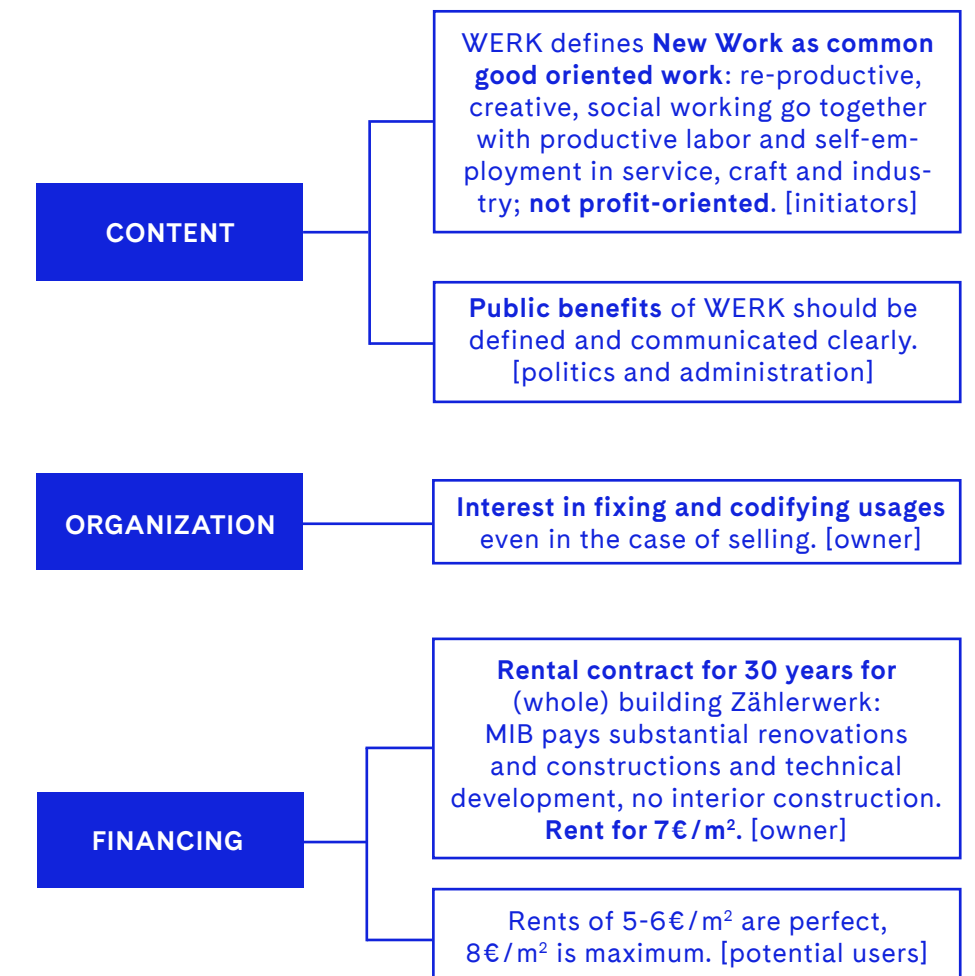 WERK defines New Work as common
good oriented work: re-productive,
creative, social working go together
with productive labor and self-em-
ployment in service, craft and indus-
try; not profit-oriented. [initiators]
CONTENT
Public benefits of WERK should be
defined and communicated clearly.
[politics and administration]
ORGANIZATION
Interest in fixing and codifying usages
even in the case of selling. [owner]
Rental contract for 30 years for
(whole) building Zählerwerk:
MIB pays substantial renovations
and constructions and technical
development, no interior construction.
Rent for 7€/m². [owner]
FINANCING
Rents of 5-6€/m² are perfect,
8€/m² is maximum. [potential users]